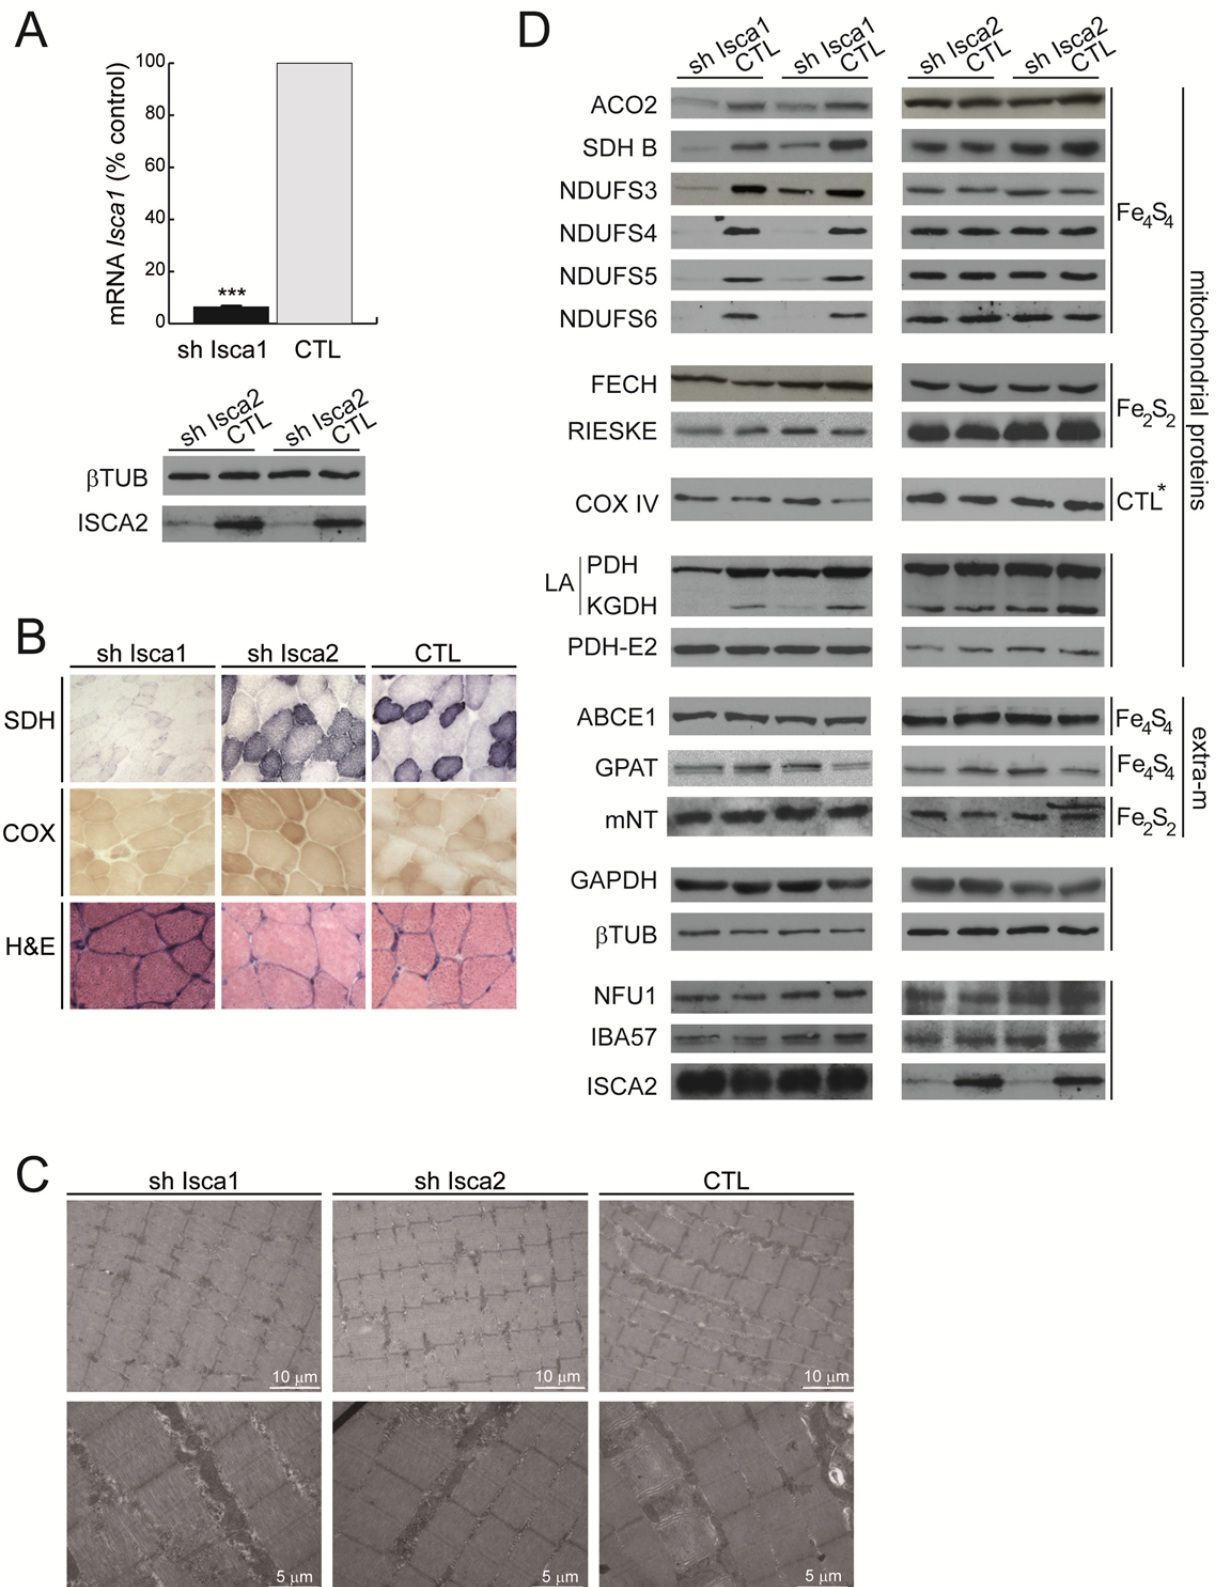 A
mRNA Isca1 (% control)
100
80
60
40
20
0
***
sh Isca1 CTL
sh Isca2 CTL sh Isca2 CTL
βTUB
ISCA2
B
sh Isca1 sh Isca2 CTL
SDH
COX
H&E
C
sh Isca1 sh Isca2 CTL
10 μm 10 μm 10 μm
5 μm 5 μm 5 μm
D
sh Isca1 CTL sh Isca1 CTL sh Isca2 CTL sh Isca2 CTL
ACO2
SDH B
NDUFS3
NDUFS4
NDUFS5
NDUFS6
Fe4S4
FECH
RIESKE
Fe2S2
COX IV
CTL*
LA
PDH
KGDH
PDH-E2
mitochondrial proteins
ABCE1 Fe4S4
GPAT Fe4S4
mNT Fe2S2
extra-m
GAPDH
βTUB
NFU1
IBA57
ISCA2